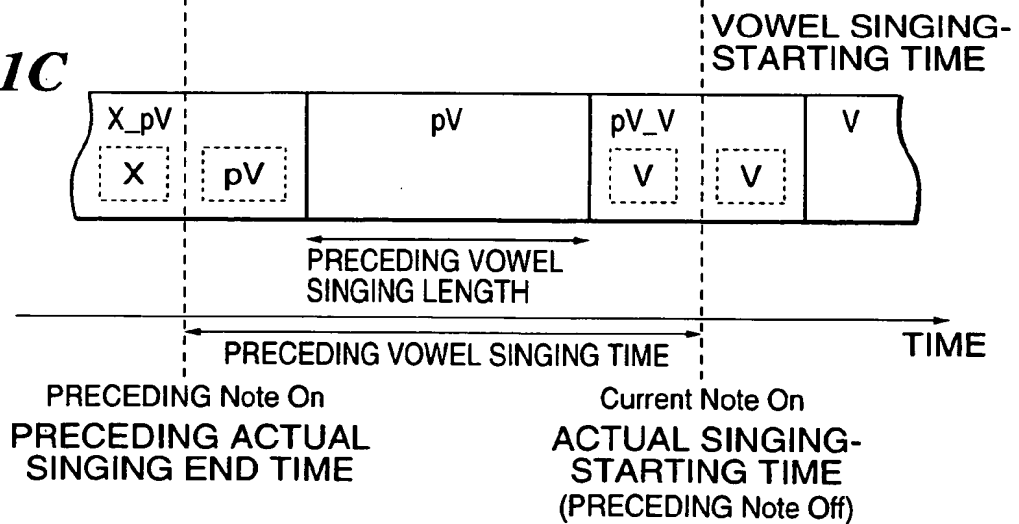 VOWEL SINGING-
STARTING TIME
1C
X_pV pV pV_V V
X pV V V
PRECEDING VOWEL
SINGING LENGTH
TIME
PRECEDING VOWEL SINGING TIME
PRECEDING Note On
PRECEDING ACTUAL
SINGING END TIME
Current Note On
ACTUAL SINGING-
STARTING TIME
(PRECEDING Note Off)